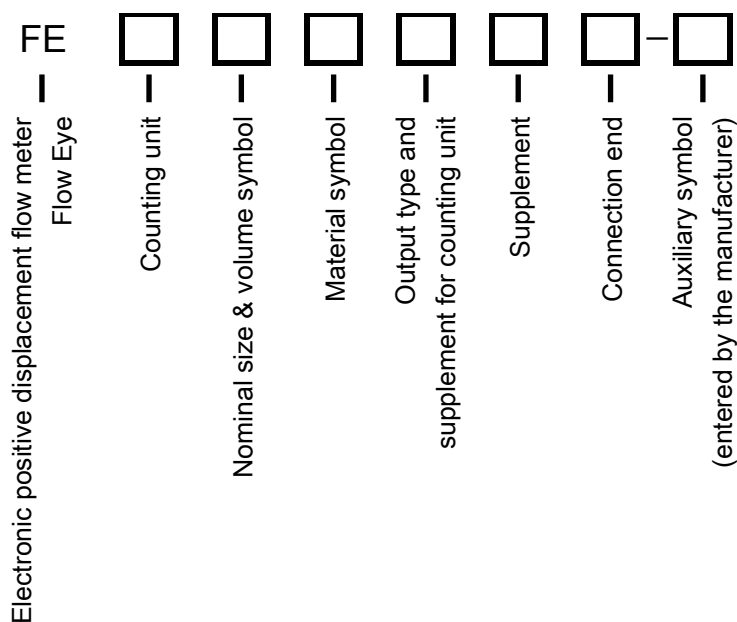 FE
–
Electronic positive displacement flow meter
Flow Eye
Counting unit
Nominal size & volume symbol
Material symbol
Output type and
supplement for counting unit
Supplement
Connection end
Auxiliary symbol
(entered by the manufacturer)